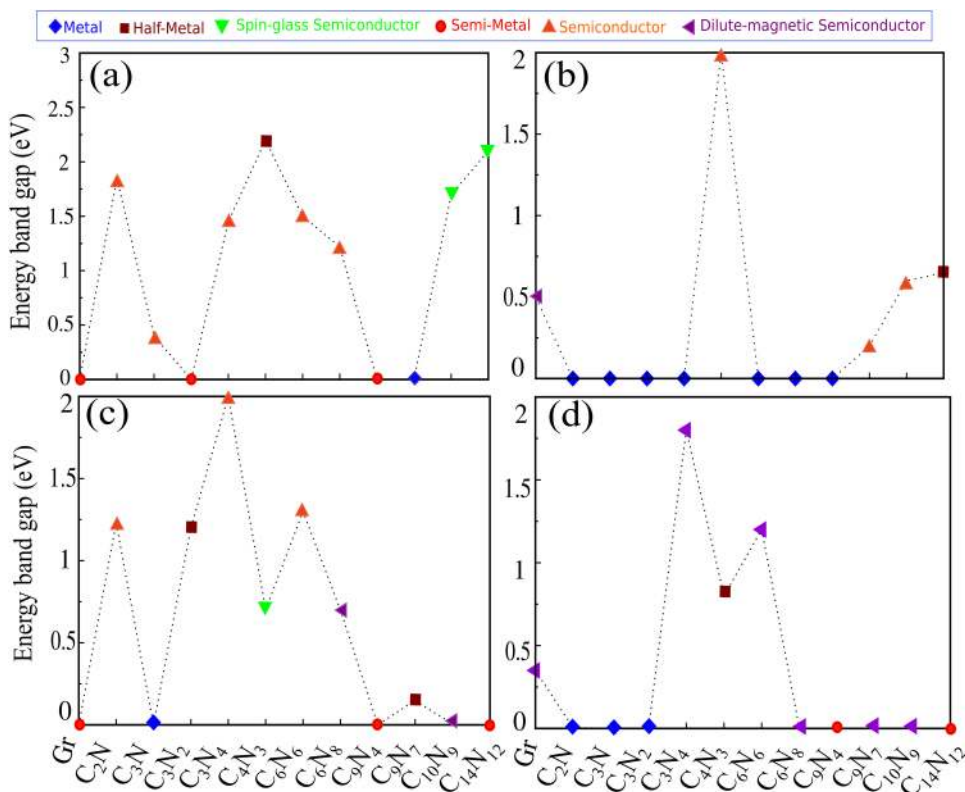 Metal Half-Metal Spin-glass Semiconductor Semi-Metal Semiconductor Dilute-magnetic Semiconductor
(a)
Energy band gap (eV)
3
2.5
2
1.5
1
0.5
0
(b)
2
1.5
1
0.5
0
(c)
Energy band gap (eV)
2
1.5
1
0.5
0
(d)
2
1.5
1
0.5
0
Gr C₂N C₃N C₃N₂ C₃N₄ C₄N₃ C₆N₆ C₆N₈ C₉N₄ C₉N₇ C₁₀N₉ C₁₄N₁₂
Gr C₂N C₃N C₃N₂ C₃N₄ C₄N₃ C₆N₆ C₆N₈ C₉N₄ C₉N₇ C₁₀N₉ C₁₄N₁₂